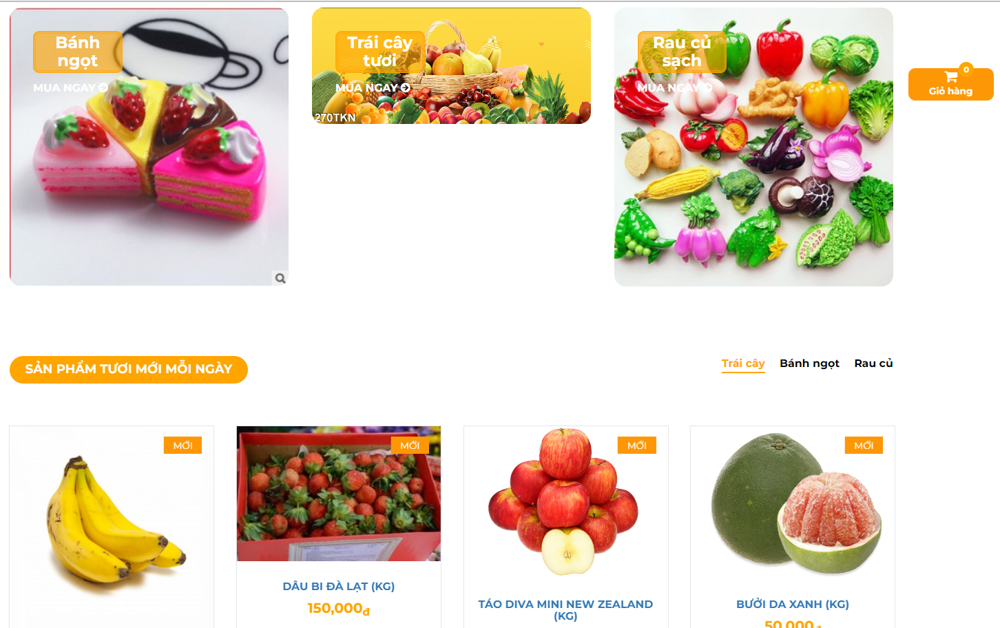 Bánh
ngọt
MUA NGAY
Trái cây
tươi
MUA NGAY
270TKN
Rau củ
sạch
MUA NGAY
0
Giỏ hàng
SẢN PHẨM TƯƠI MỚI MỖI NGÀY
Trái cây
Bánh ngọt
Rau củ
MỚI
MỚI
MỚI
MỚI
DÂU BI ĐÀ LẠT (KG)
150,000đ
TÁO DIVA MINI NEW ZEALAND
(KG)
BƯỞI DA XANH (KG)
50,000đ